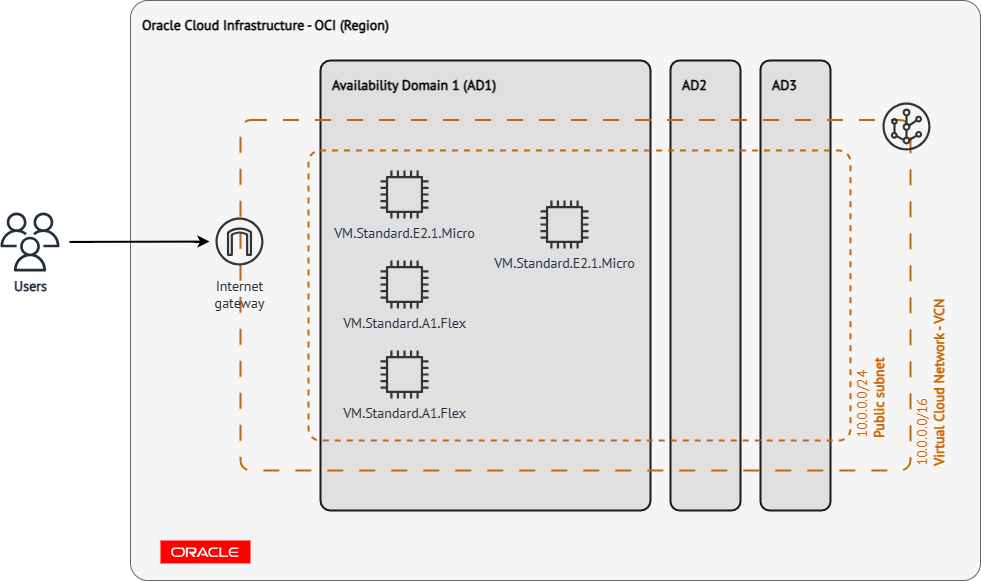 Oracle Cloud Infrastructure - OCI (Region)
Availability Domain 1 (AD1)
AD2
AD3
VM.Standard.E2.1.Micro
VM.Standard.E2.1.Micro
VM.Standard.A1.Flex
VM.Standard.A1.Flex
Users
Internet
gateway
10.0.0.0/24
Public subnet
10.0.0.0/16
Virtual Cloud Network - VCN
ORACLE